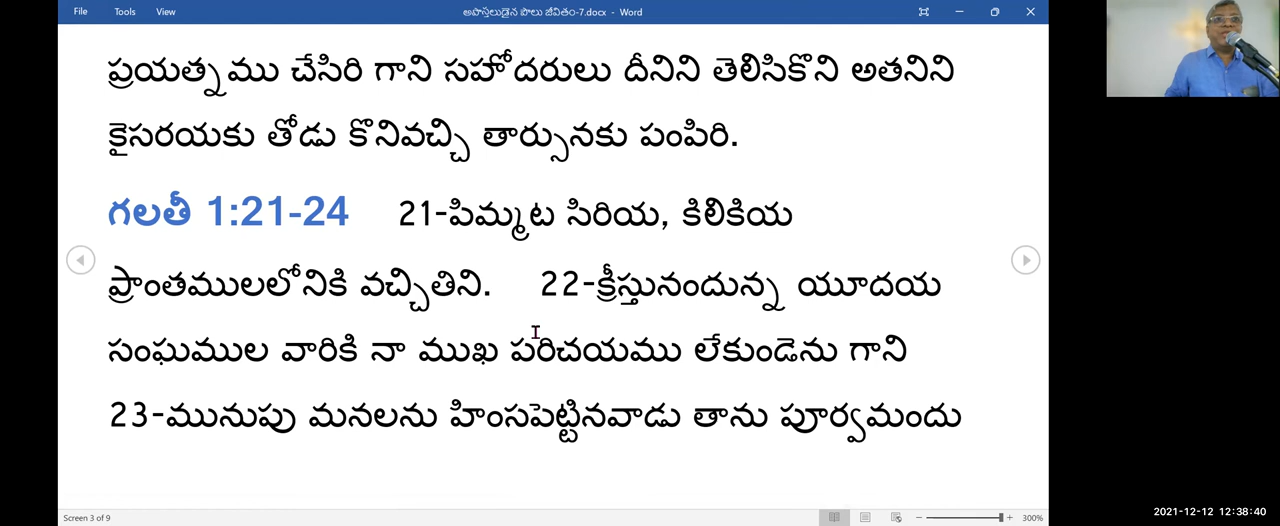 File Tools View అపొస్తలుడైన పౌలు జీవితం-7.docx - Word
ప్రయత్నము చేసిరి గాని సహోదరులు దీనిని తెలిసికొని అతనిని
కైసరయకు తోడు కొనివచ్చి తార్సునకు పంపిరి.
గలతీ 1:21-24 21-పిమ్మట సిరియ, కిలికియ
ప్రాంతములలోనికి వచ్చితిని. 22-క్రీస్తునందున్న యూదయ
సంఘముల వారికి నా ముఖ పరిచయము లేకుండెను గాని
23-మునుపు మనలను హింసపెట్టినవాడు తాను పూర్వమందు
Screen 3 of 9 300%
2021-12-12 12:38:40